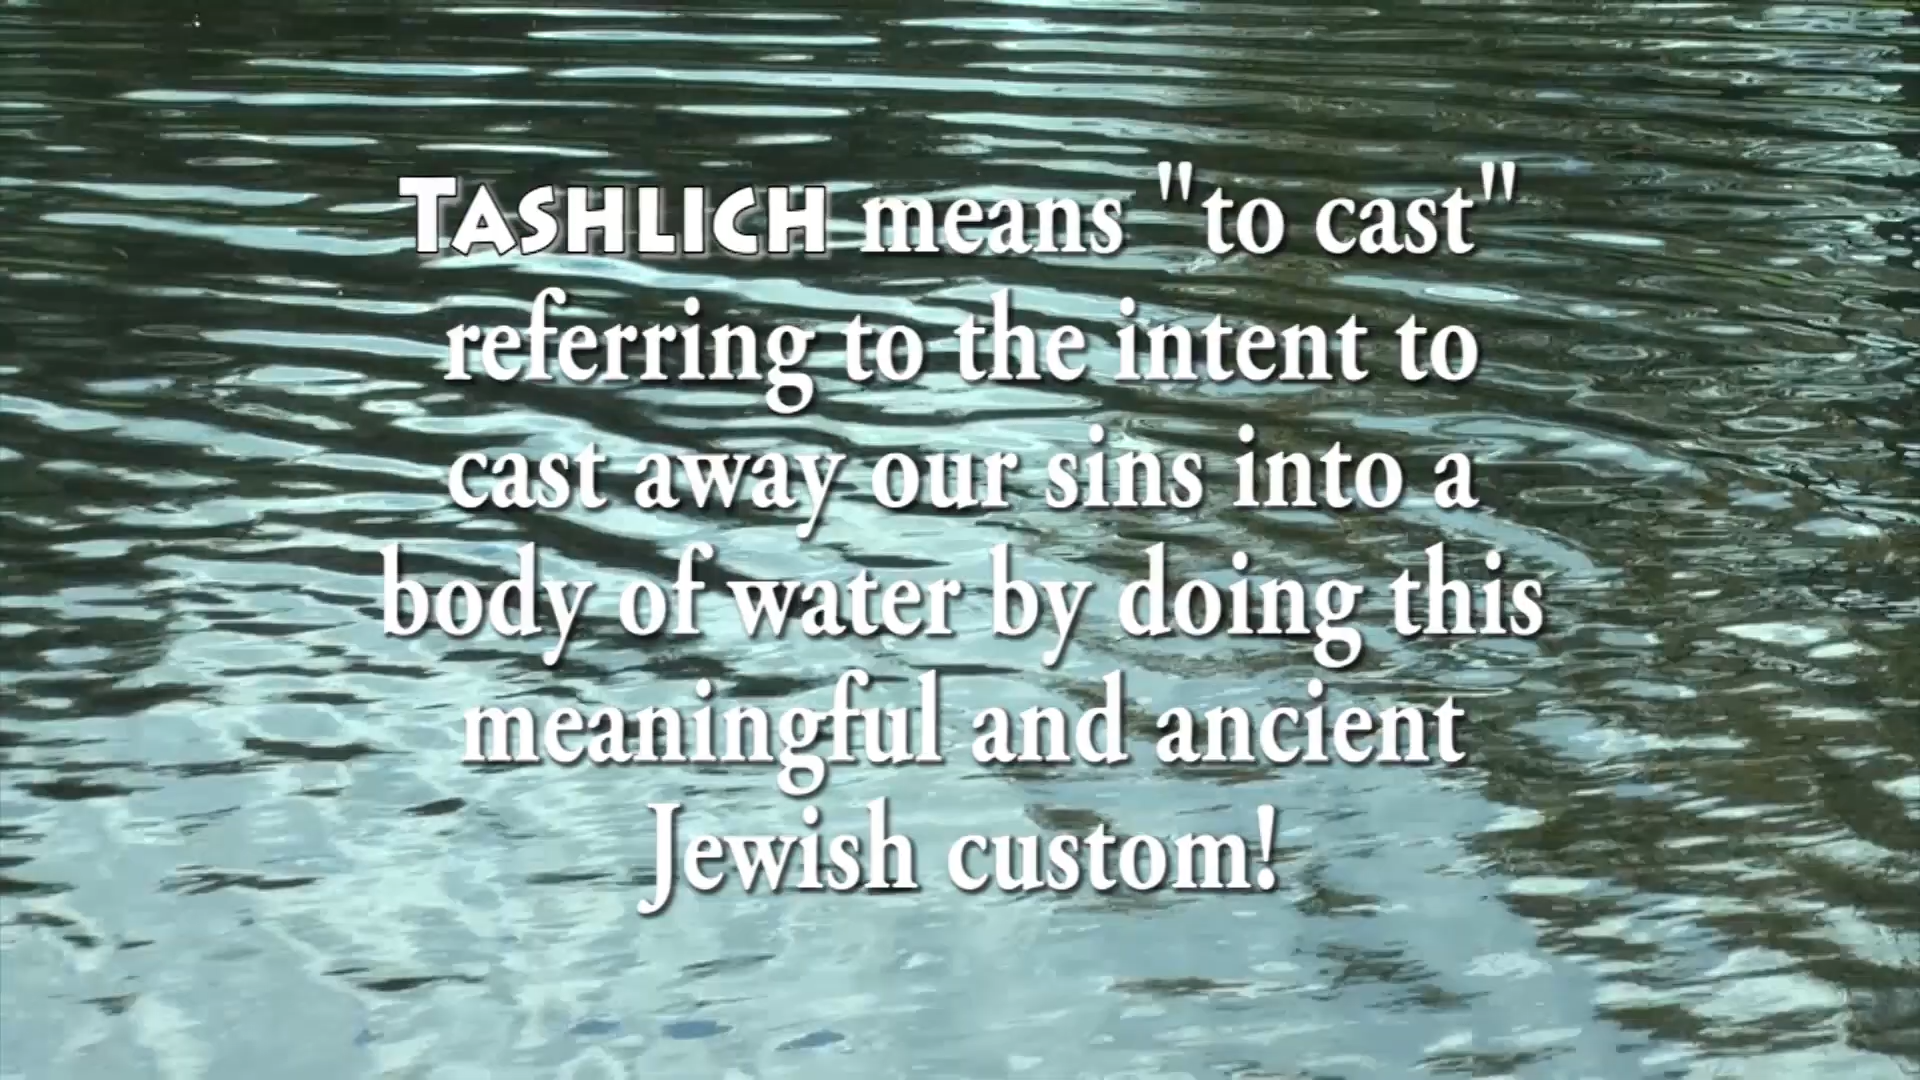 TASHLICH means "to cast"
referring to the intent to
cast away our sins into a
body of water by doing this
meaningful and ancient
Jewish custom!